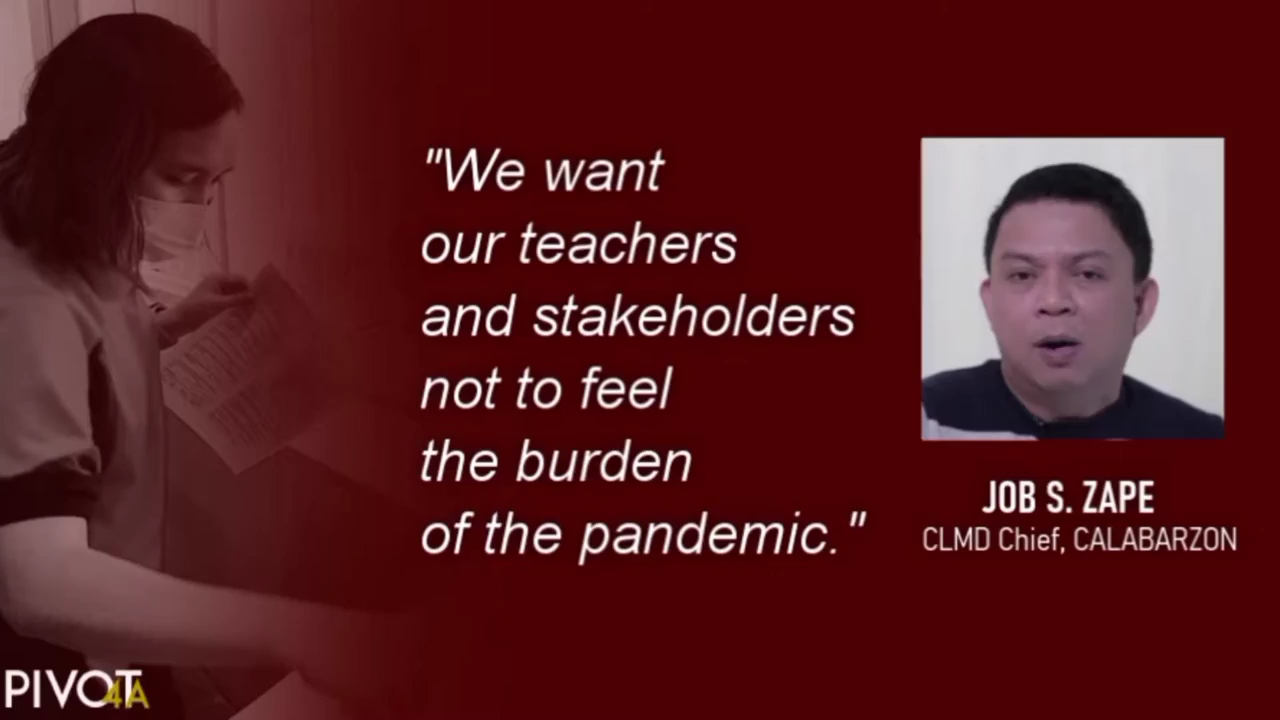 "We want
our teachers
and stakeholders
not to feel
the burden
of the pandemic."
JOB S. ZAPE
CLMD Chief, CALABARZON
PIVOT
4A